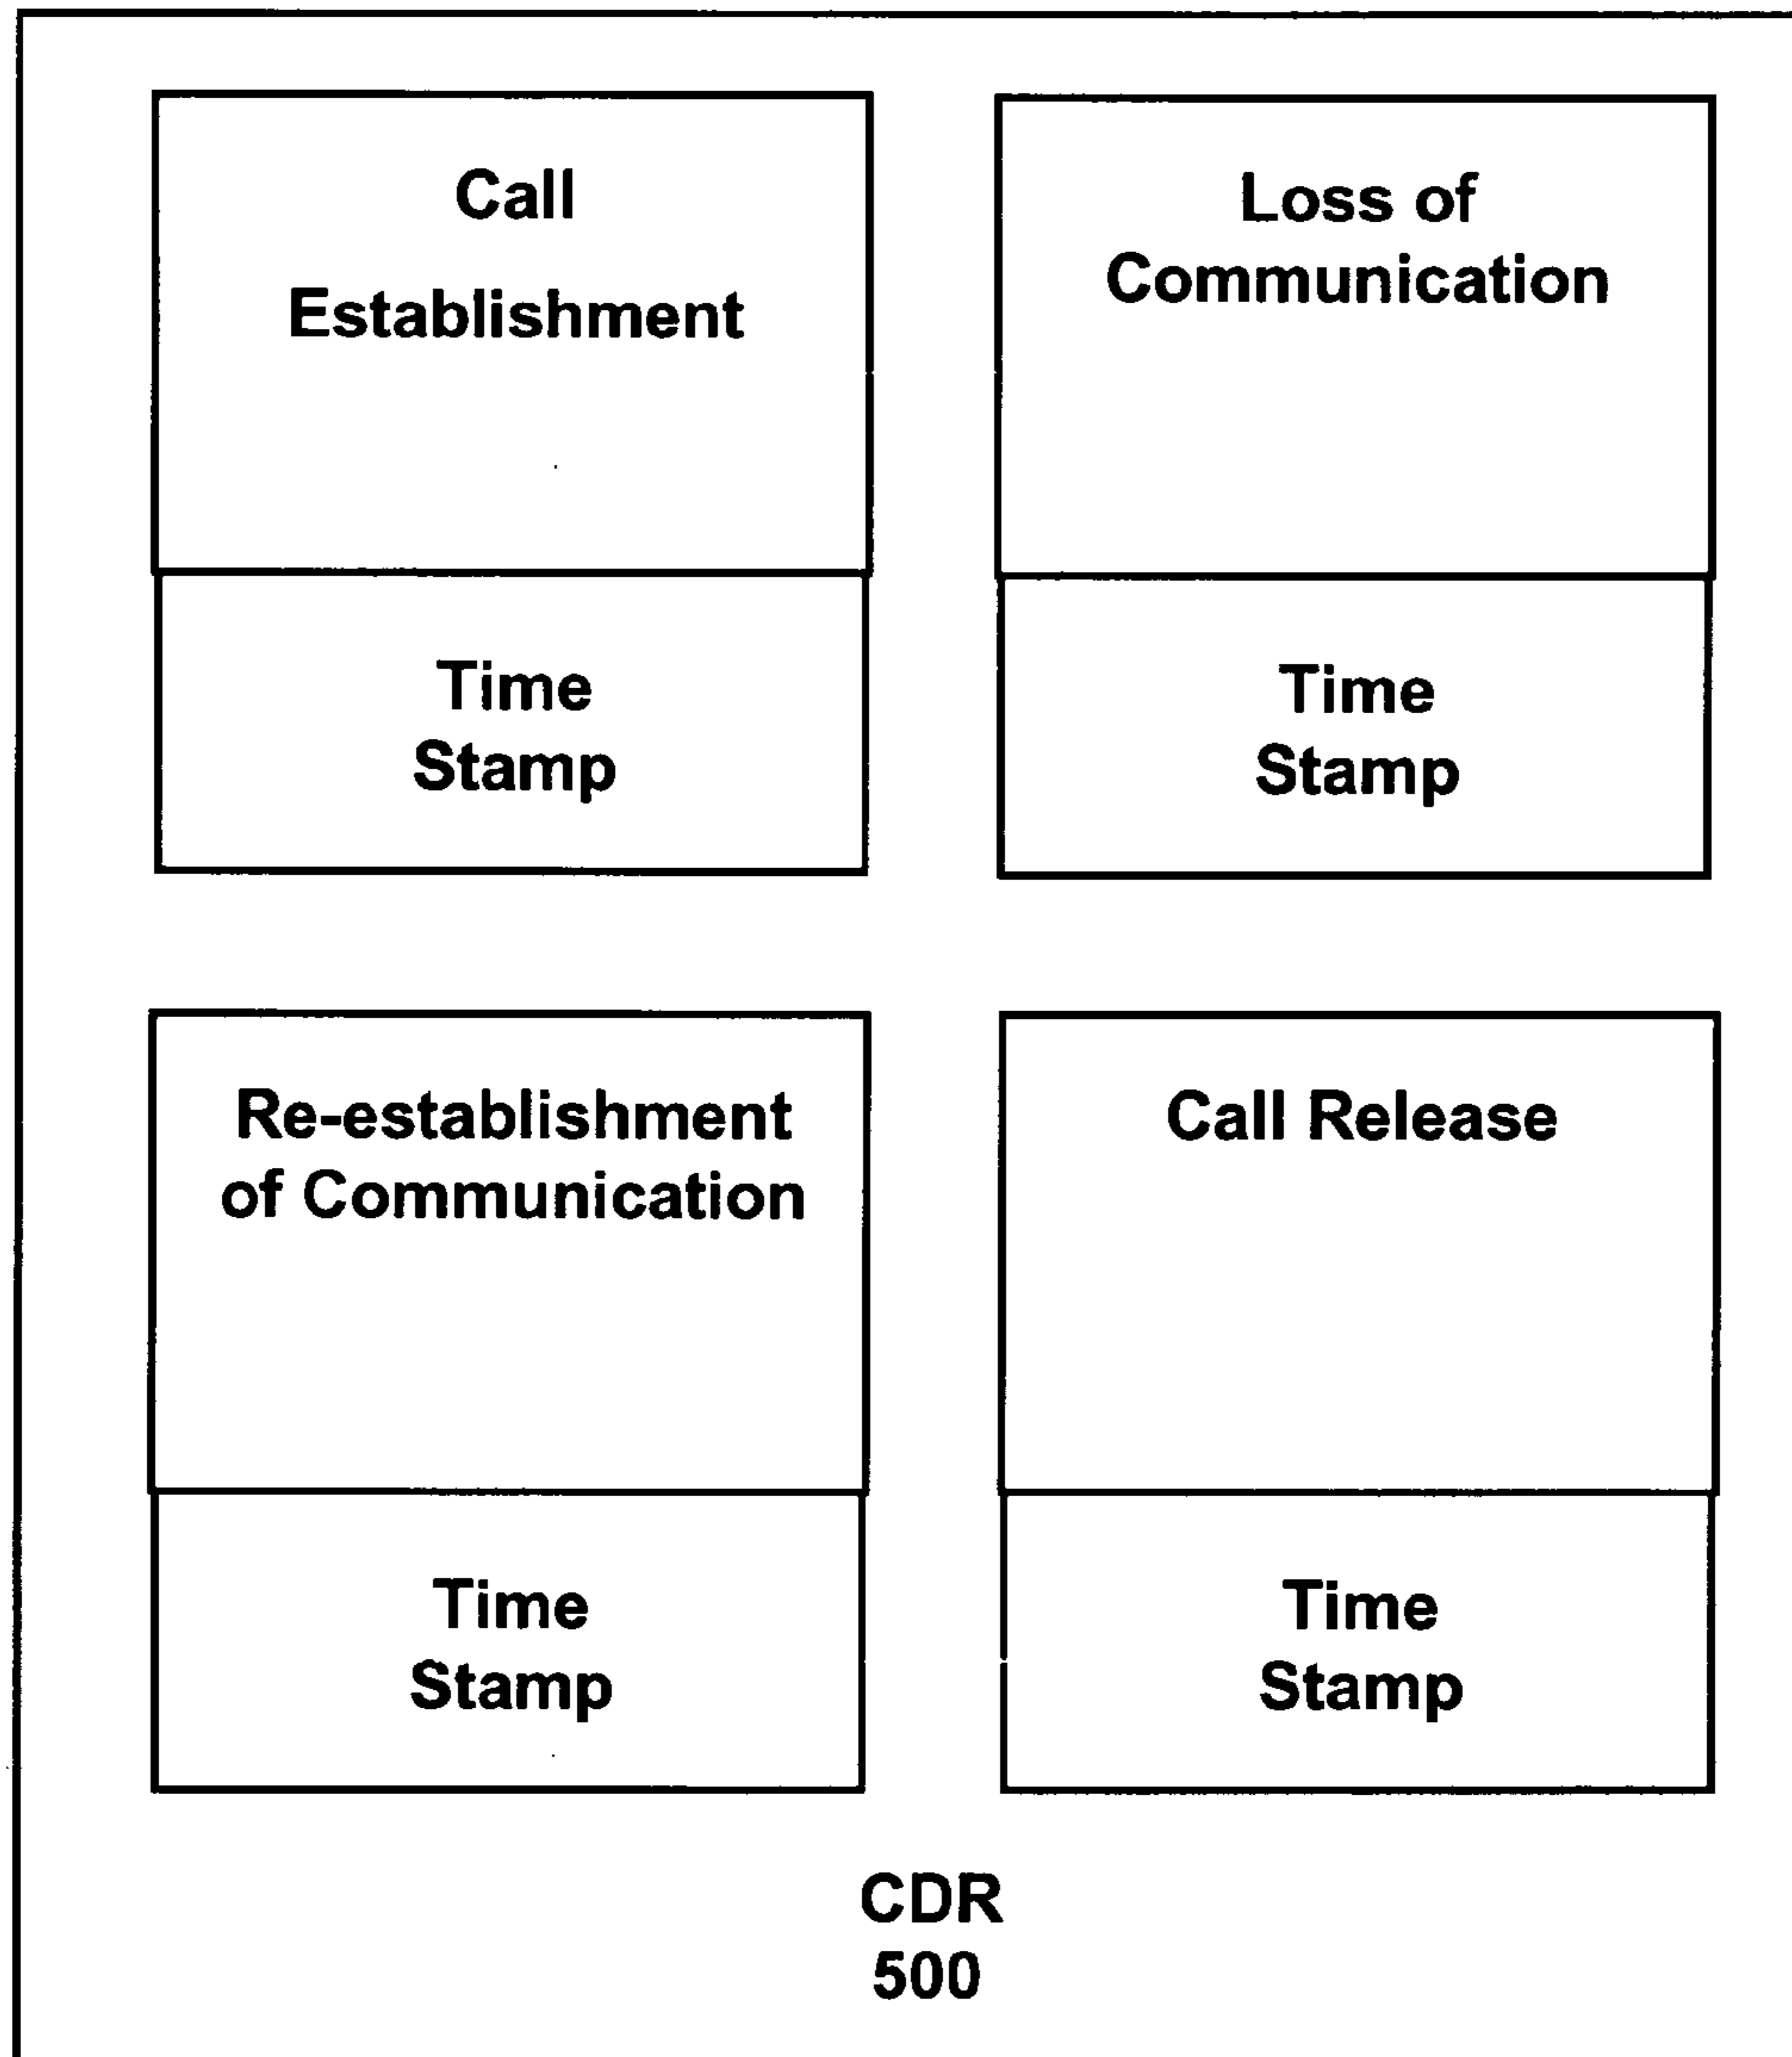 Call
Establishment
Time
Stamp
Loss of
Communication
Time
Stamp
Re-establishment
of Communication
Time
Stamp
Call Release
Time
Stamp
CDR
500